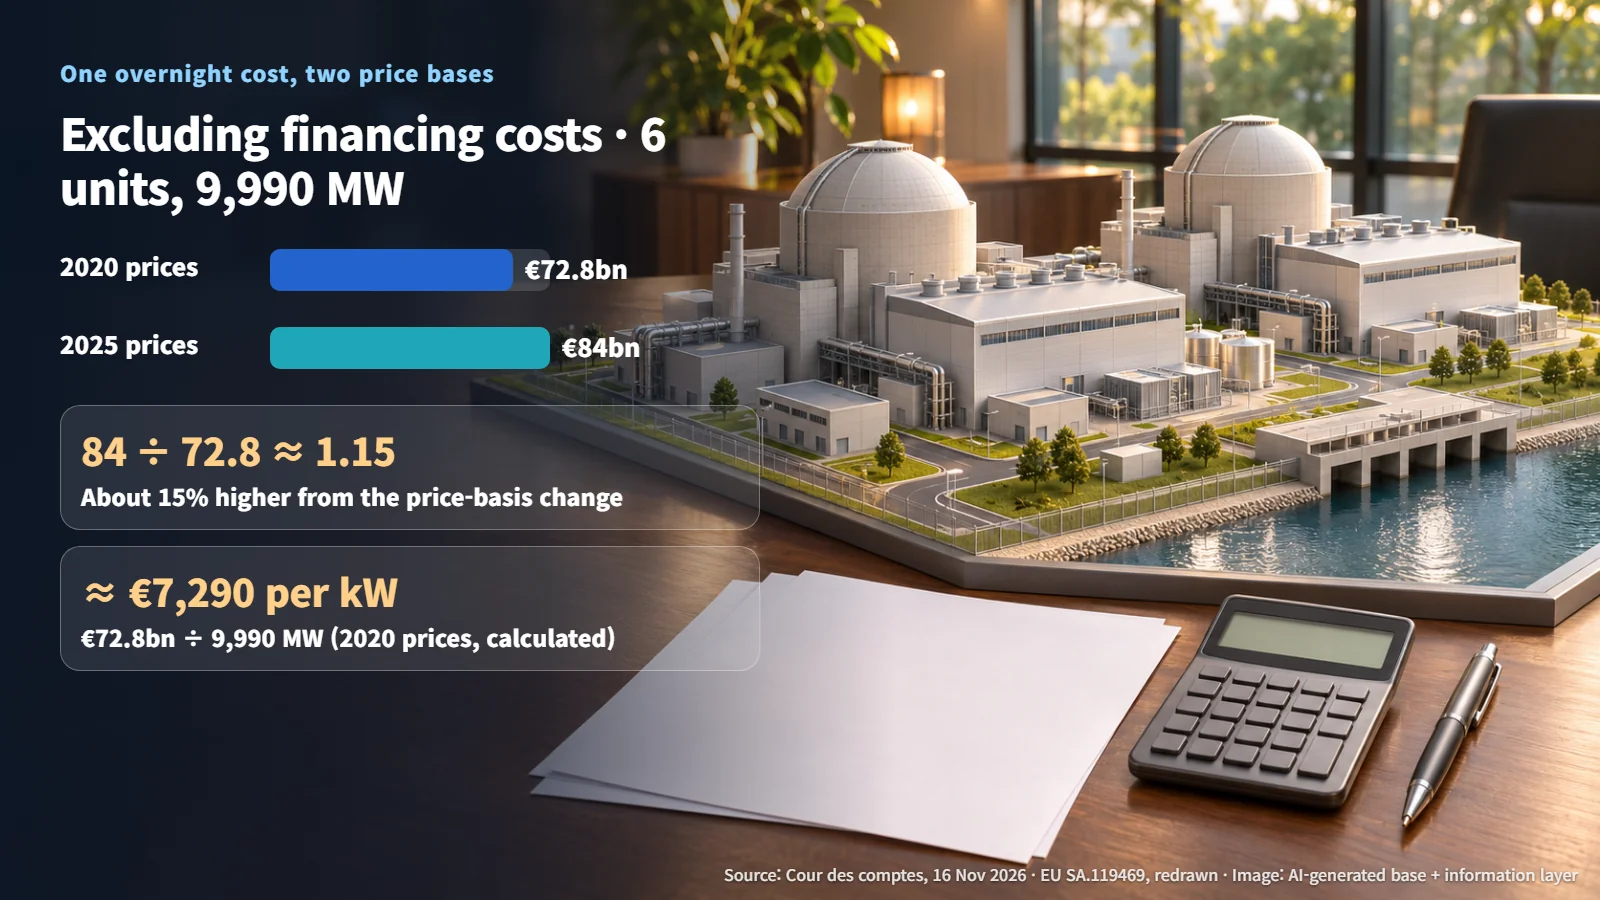 One overnight cost, two price bases
Excluding financing costs · 6
units, 9,990 MW
2020 prices
€72.8bn
2025 prices
€84bn
84 ÷ 72.8 ≈ 1.15
About 15% higher from the price-basis change
≈ €7,290 per kW
€72.8bn ÷ 9,990 MW (2020 prices, calculated)
Source: Cour des comptes, 16 Nov 2026 · EU SA.119469, redrawn · Image: AI-generated base + information layer